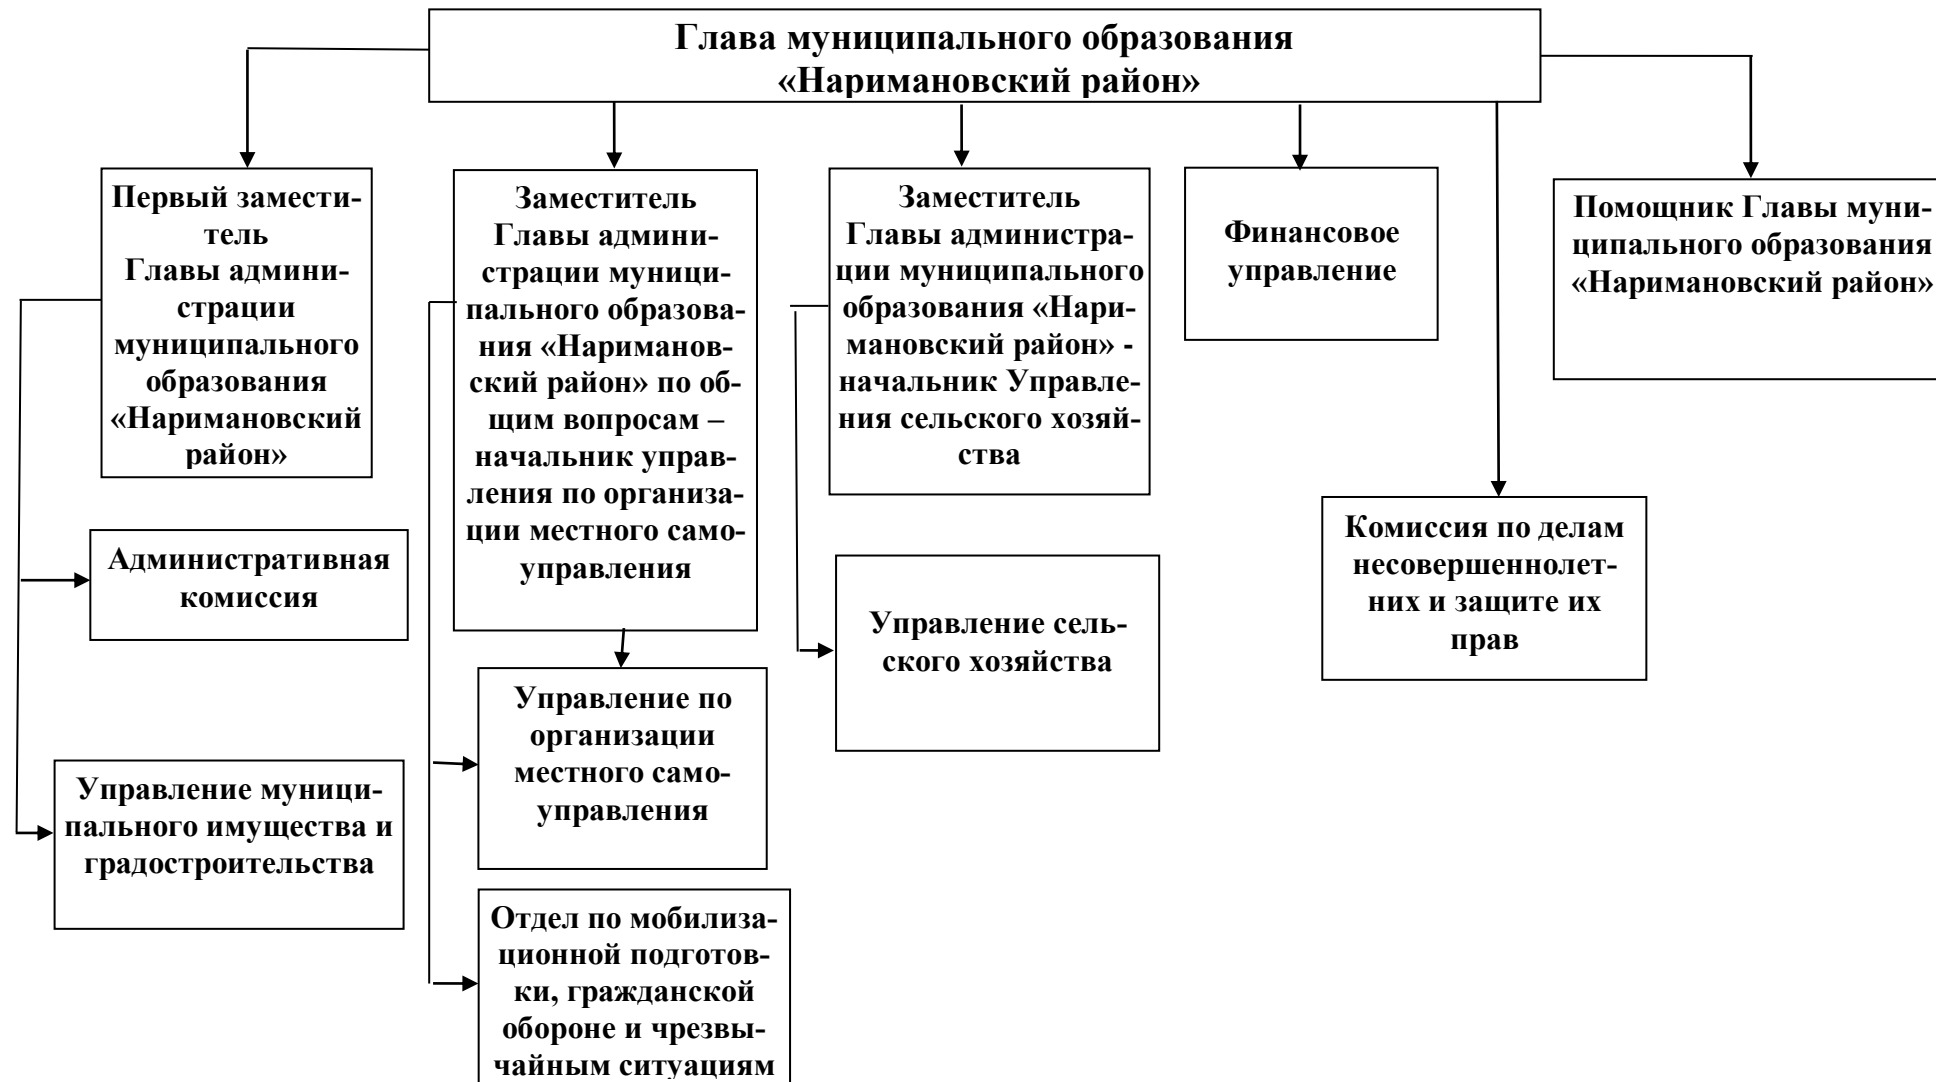 Глава муниципального образования
«Наримановский район»
Первый замести-
тель
Главы админи-
страции
муниципального
образования
«Наримановский
район»
Заместитель
Главы админи-
страции муници-
пального образова-
ния «Нариманов-
ский район» по об-
щим вопросам –
начальник управ-
ления по организа-
ции местного само-
управления
Заместитель
Главы администра-
ции муниципального
образования «Нари-
мановский район» -
начальник Управле-
ния сельского хозяй-
ства
Финансовое
управление
Помощник Главы муни-
ципального образования
«Наримановский район»
Административная
комиссия
Управление муници-
пального имущества и
градостроительства
Управление по
организации
местного само-
управления
Отдел по мобилиза-
ционной подготов-
ки, гражданской
обороне и чрезвы-
чайным ситуациям
Управление сель-
ского хозяйства
Комиссия по делам
несовершеннолет-
них и защите их
прав